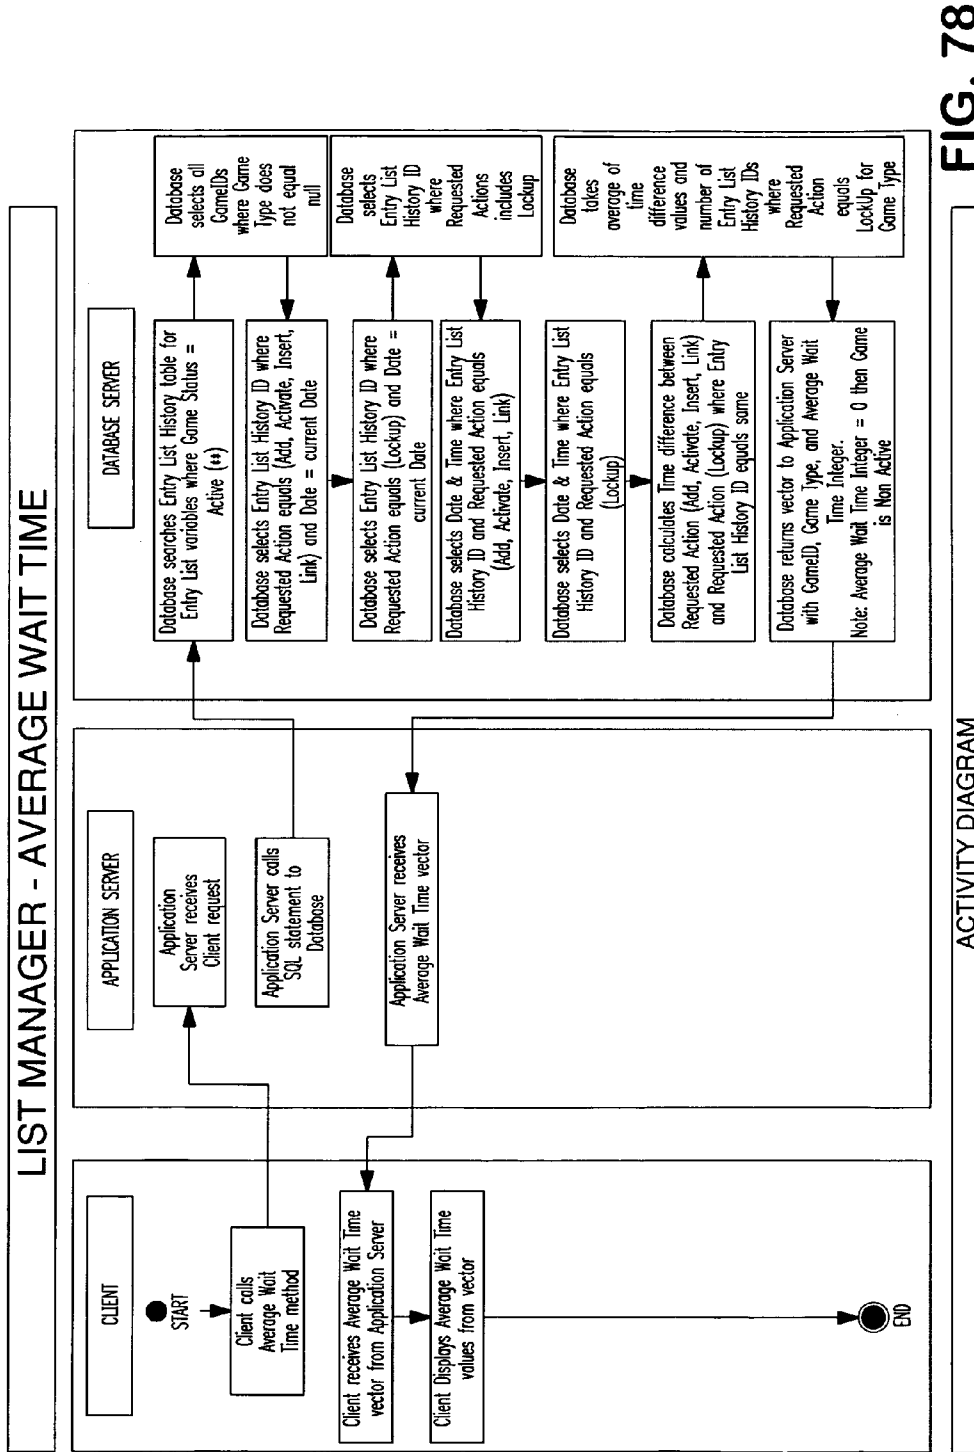 LIST MANAGER - AVERAGE WAIT TIME
CLIENT
START
Client calls
Average Wait
Time method
Client receives Average Wait Time
vector from Application Server
Client Displays Average Wait Time
values from vector
END
APPLICATION SERVER
Application
Server receives
Client request
Application Server calls
SQL statement to
Database
Application Server receives
Average Wait Time vector
DATABASE SERVER
Database searches Entry List History table for
Entry List variables where Game Status =
Active (**)
Database
selects all
GameIDs
where Game
Type does
not equal
null
Database selects Entry List History ID where
Requested Action equals (Add, Activate, Insert,
Link) and Date = current Date
Database selects Entry List History ID where
Requested Action equals (Lockup) and Date =
current Date
Database
selects
Entry List
History ID
where
Requested
Actions
includes
Lockup
Database selects Date & Time where Entry List
History ID and Requested Action equals
(Add, Activate, Insert, Link)
Database selects Date & Time where Entry List
History ID and Requested Action equals
(Lockup)
Database calculates Time difference between
Requested Action (Add, Activate, Insert, Link)
and Requested Action (Lockup) where Entry
List History ID equals same
Database
takes
average of
time
difference
values and
number of
Entry List
History IDs
where
Requested
Action
equals
LockUp for
Game Type
Database returns vector to Application Server
with GameID, Game Type, and Average Wait
Time Integer.
Note: Average Wait Time Integer = 0 then Game
is Non Active
ACTIVITY DIAGRAM
FIG. 78